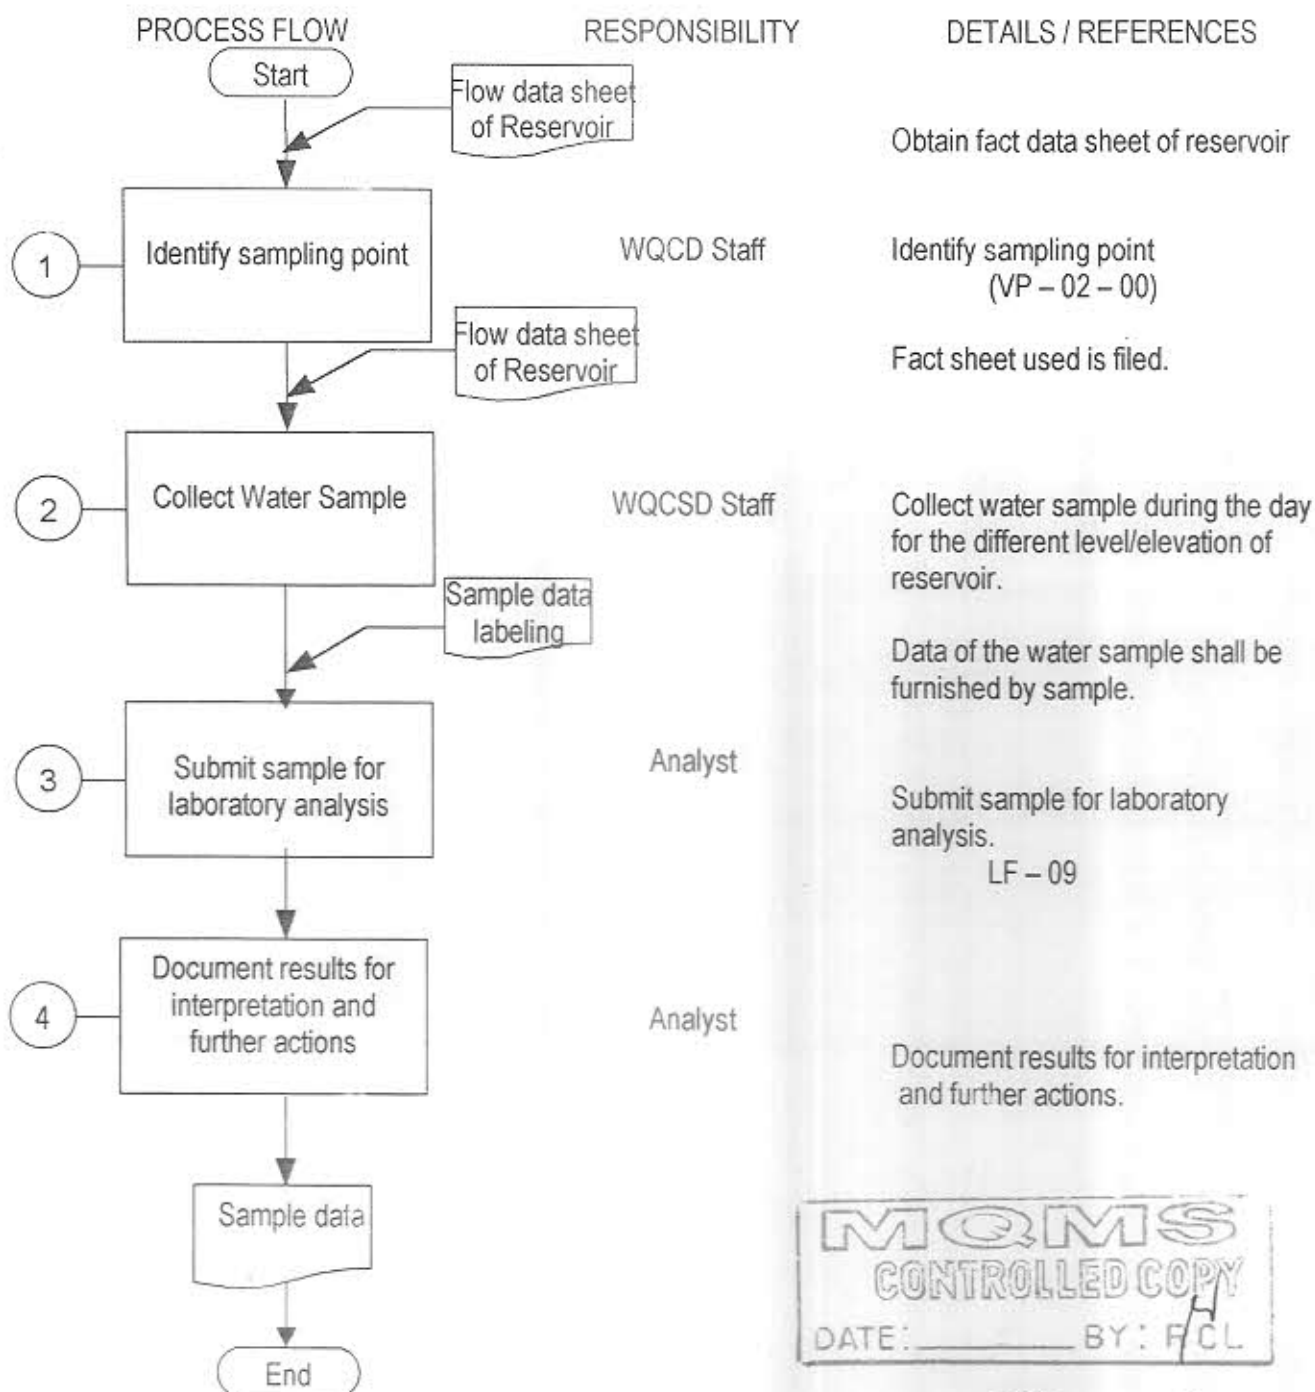 PROCESS FLOW
RESPONSIBILITY
DETAILS / REFERENCES
Start
Flow data sheet
of Reservoir
Obtain fact data sheet of reservoir
1
Identify sampling point
WQCD Staff
Identify sampling point
(VP – 02 – 00)
Flow data sheet
of Reservoir
Fact sheet used is filed.
2
Collect Water Sample
WQCSD Staff
Collect water sample during the day
for the different level/elevation of
reservoir.
Sample data
labeling
Data of the water sample shall be
furnished by sample.
3
Submit sample for
laboratory analysis
Analyst
Submit sample for laboratory
analysis.
LF – 09
4
Document results for
interpretation and
further actions
Analyst
Document results for interpretation
and further actions.
Sample data
MQMS
CONTROLLED COPY
DATE: BY: RCL
End